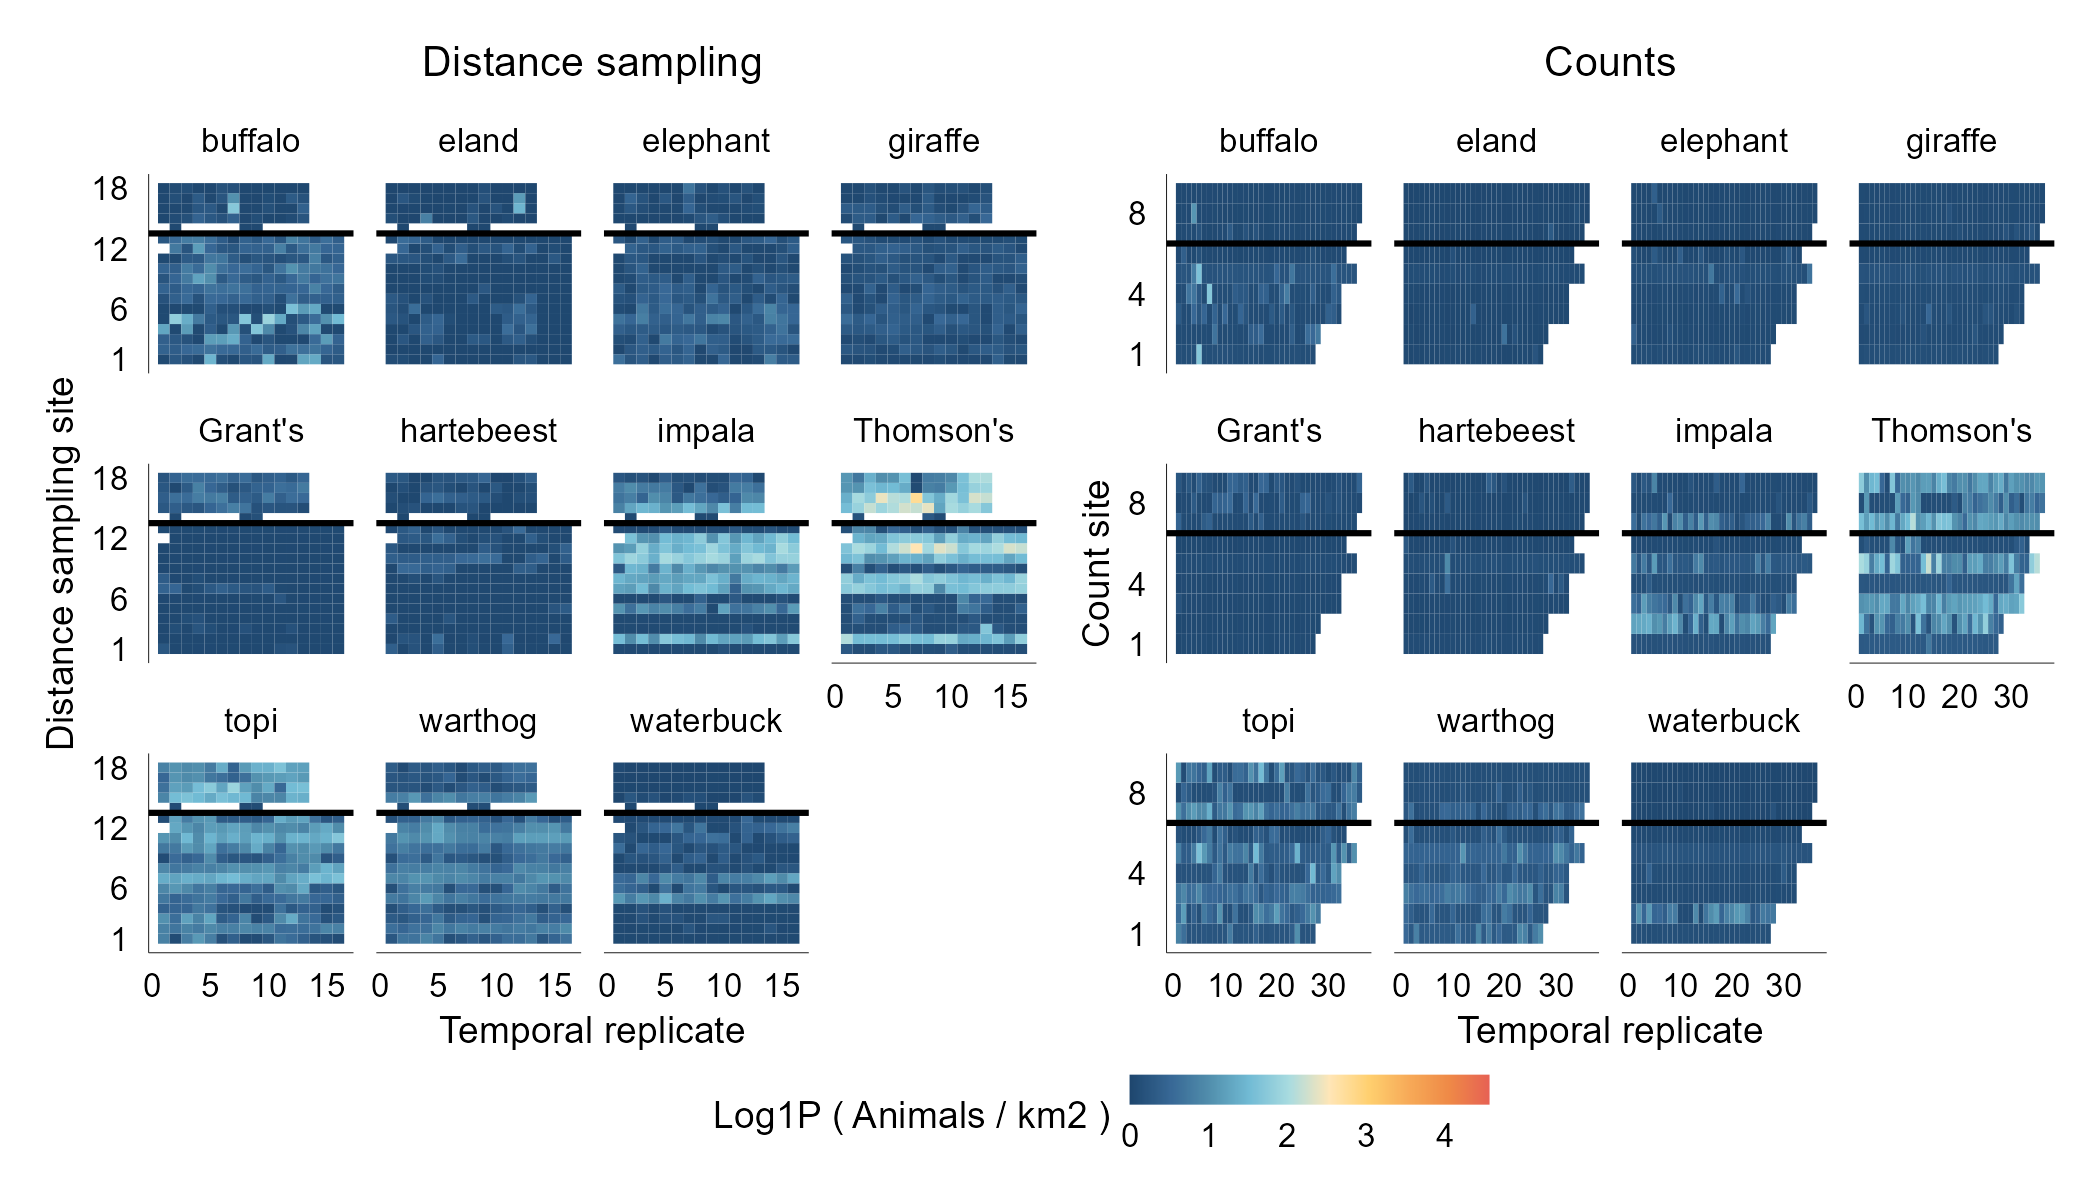 Distance sampling
Counts
buffalo eland elephant giraffe
buffalo eland elephant giraffe
18
12
6
1
8
4
1
Grant's hartebeest impala Thomson's
Grant's hartebeest impala Thomson's
18
12
6
1
8
4
1
0 5 10 15
0 10 20 30
topi warthog waterbuck
topi warthog waterbuck
18
12
6
1
8
4
1
0 5 10 15 0 5 10 15 0 5 10 15
0 10 20 30 0 10 20 30 0 10 20 30
Distance sampling site
Count site
Temporal replicate
Temporal replicate
Log1P ( Animals / km2 )
0 1 2 3 4